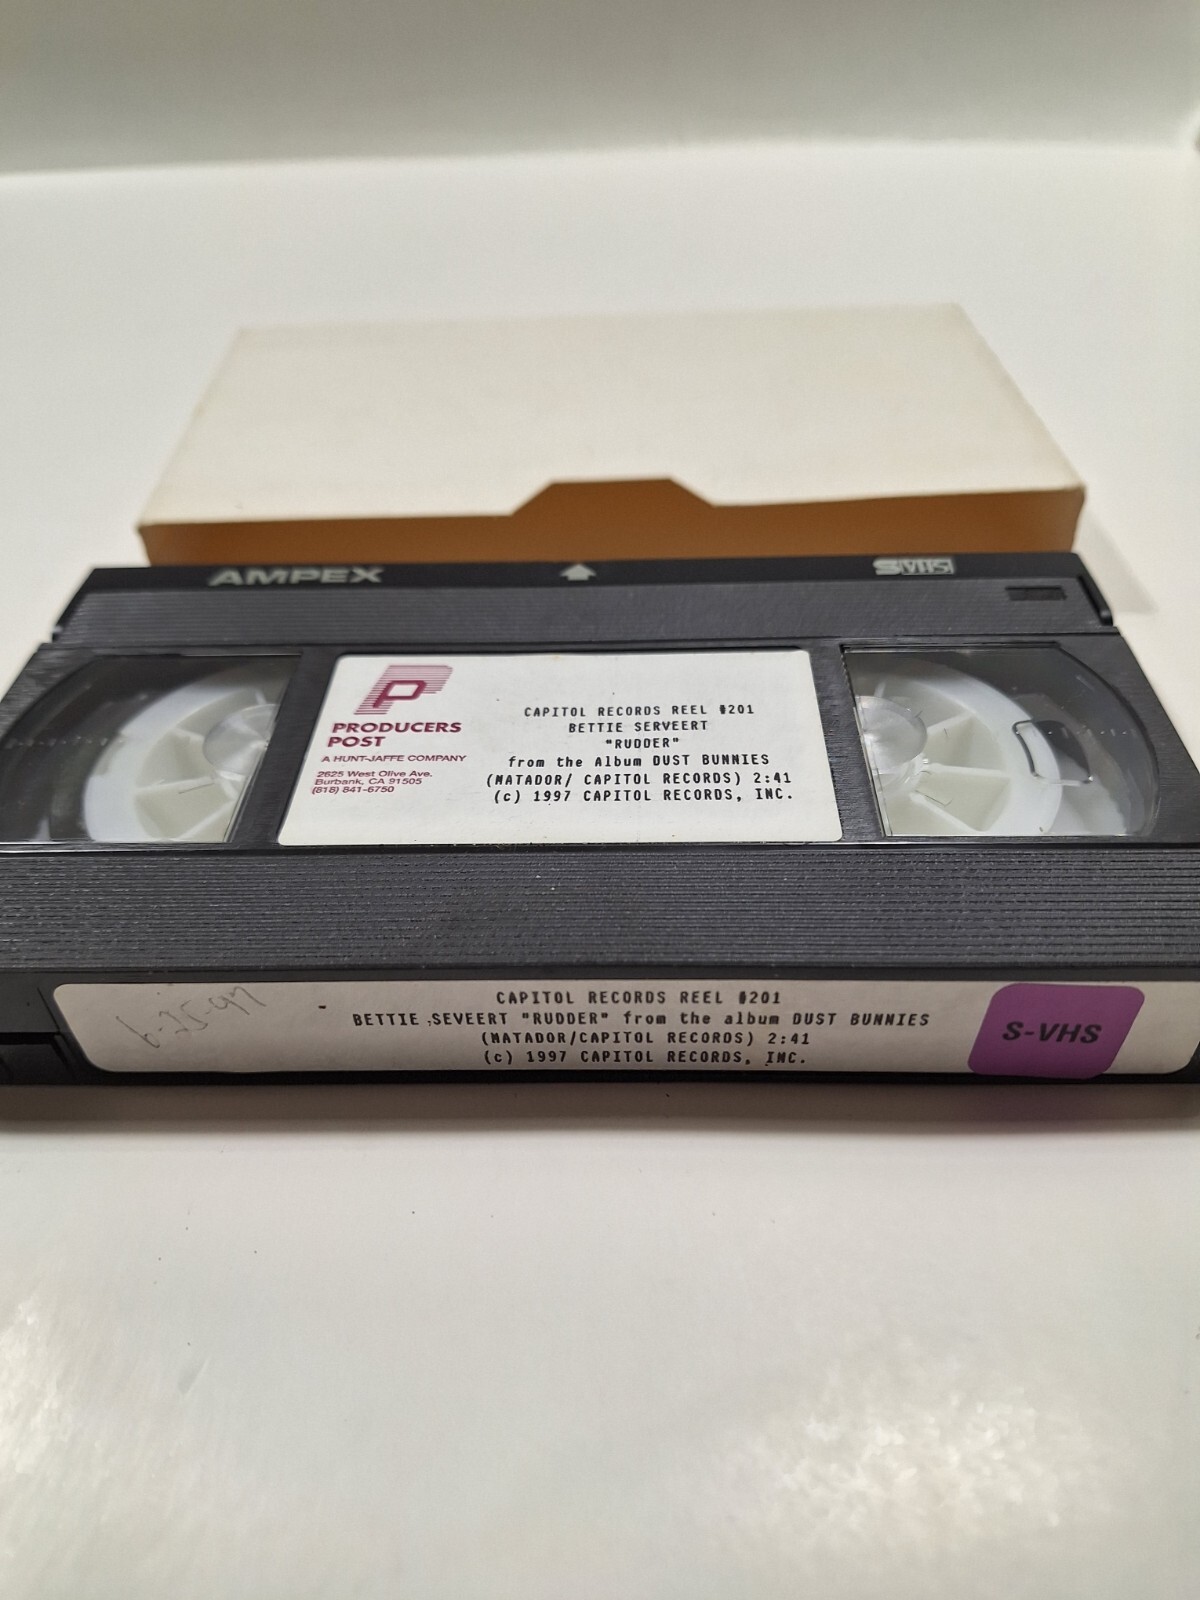 AMPEX
S VHS
P
PRODUCERS
POST
A HUNT-JAFFE COMPANY
2625 West Olive Ave.
Burbank, CA 91505
(818) 841-6750
CAPITOL RECORDS REEL #201
BETTIE SERVEERT
"RUDDER"
from the Album DUST BUNNIES
(MATADOR/ CAPITOL RECORDS) 2:41
(c) 1997 CAPITOL RECORDS, INC.
6-25-97
CAPITOL RECORDS REEL #201
BETTIE SEVEERT "RUDDER" from the album DUST BUNNIES
(MATADOR/CAPITOL RECORDS) 2:41
(c) 1997 CAPITOL RECORDS, INC.
S-VHS